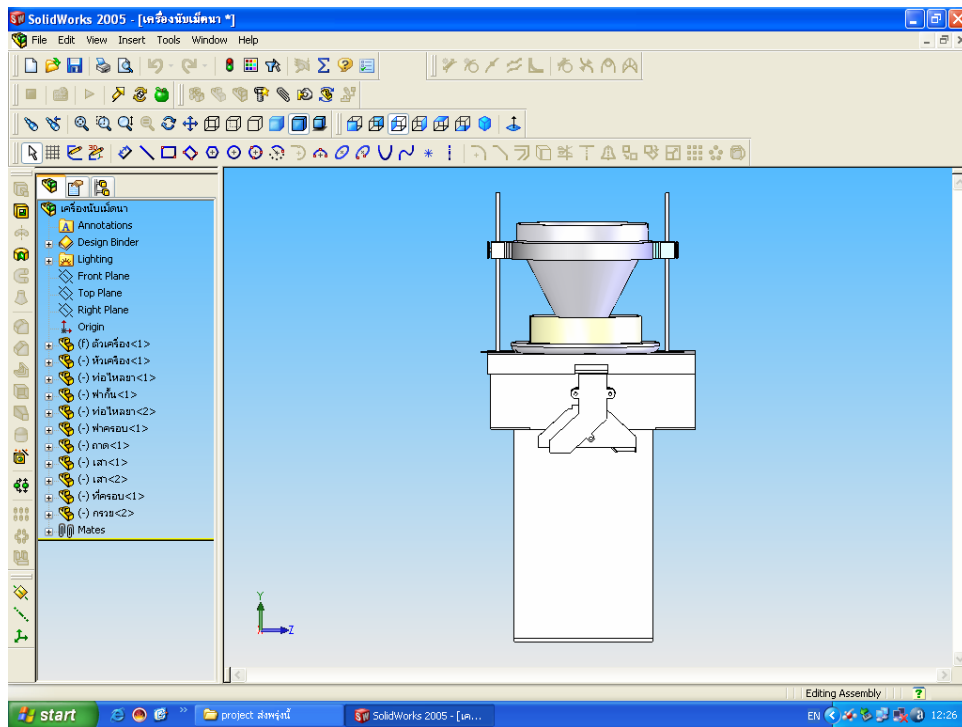 SolidWorks 2005 - [เครื่องนับเม็ดนา *]
File Edit View Insert Tools Window Help
เครื่องนับเม็ดนา
Annotations
Design Binder
Lighting
Front Plane
Top Plane
Right Plane
Origin
(f) ตัวเครื่อง<1>
(-) หัวเครื่อง<1>
(-) ท่อไหลยา<1>
(-) ฝากั้น<1>
(-) ท่อไหลยา<2>
(-) ฝาครอบ<1>
(-) ถาด<1>
(-) เสา<1>
(-) เสา<2>
(-) ที่ครอบ<1>
(-) กรวย<2>
Mates
Y
Z
Editing Assembly
start
project ส่งพรุ่งนี้
SolidWorks 2005 - [เค...
EN
12:26